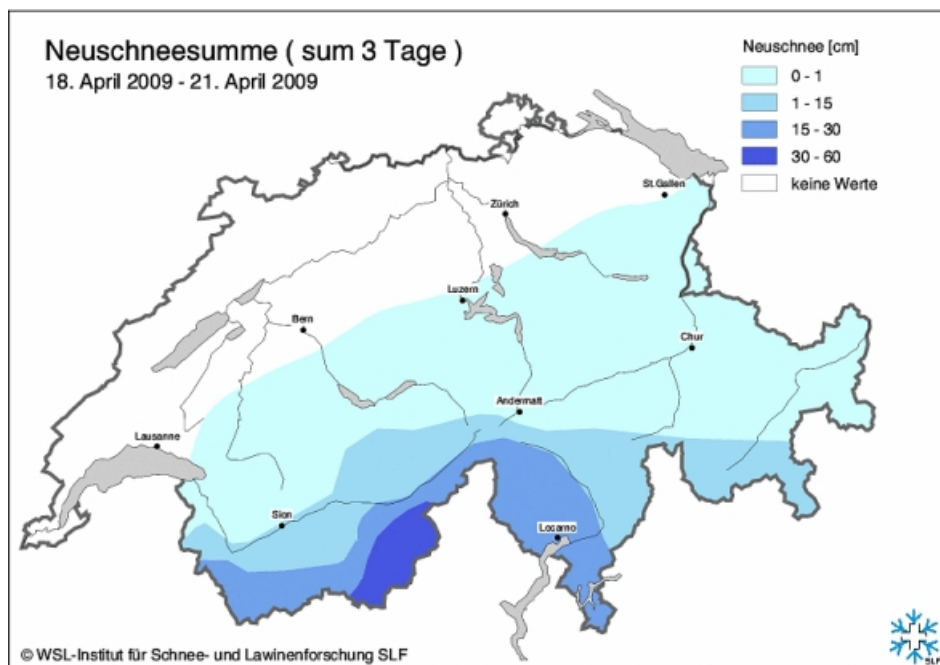 Neuschneesumme ( sum 3 Tage )
18. April 2009 - 21. April 2009
Neuschnee [cm]
0 - 1
1 - 15
15 - 30
30 - 60
keine Werte
St.Gallen
Zürich
Luzern
Bern
Chur
Andermatt
Lausanne
Sion
Locarno
© WSL-Institut für Schnee- und Lawinenforschung SLF
SLF